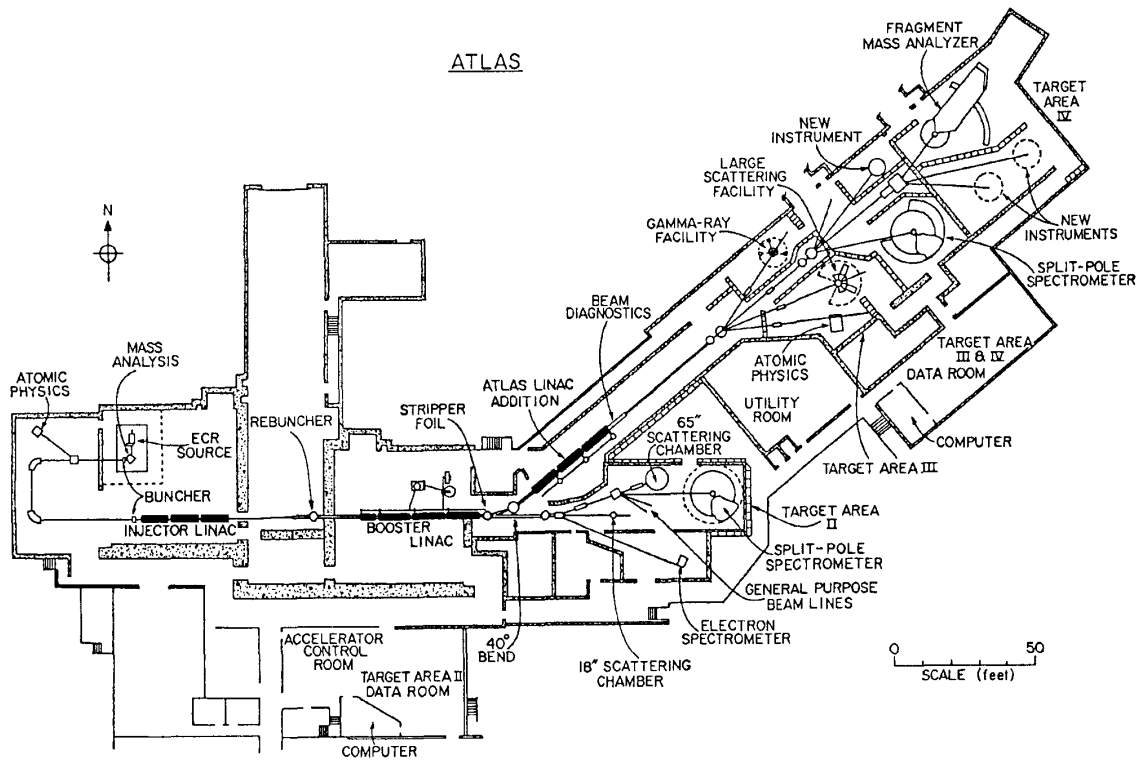 ATLAS
FRAGMENT
MASS ANALYZER
TARGET
AREA
IV
NEW
INSTRUMENT
LARGE
SCATTERING
FACILITY
N
GAMMA-RAY
FACILITY
NEW
INSTRUMENTS
SPLIT-POLE
SPECTROMETER
BEAM
DIAGNOSTICS
MASS
ANALYSIS
ATOMIC
PHYSICS
ATLAS LINAC
ADDITION
ATOMIC
PHYSICS
TARGET AREA
III & IV
DATA ROOM
UTILITY
ROOM
STRIPPER
FOIL
REBUNCHER
ECR
SOURCE
65"
SCATTERING
CHAMBER
COMPUTER
TARGET AREA III
BUNCHER
INJECTOR LINAC
BOOSTER
LINAC
TARGET AREA
II
SPLIT-POLE
SPECTROMETER
GENERAL PURPOSE
BEAM LINES
ELECTRON
SPECTROMETER
40°
BEND
18" SCATTERING
CHAMBER
ACCELERATOR
CONTROL
ROOM
TARGET AREA II
DATA ROOM
COMPUTER
0 50
SCALE (feet)